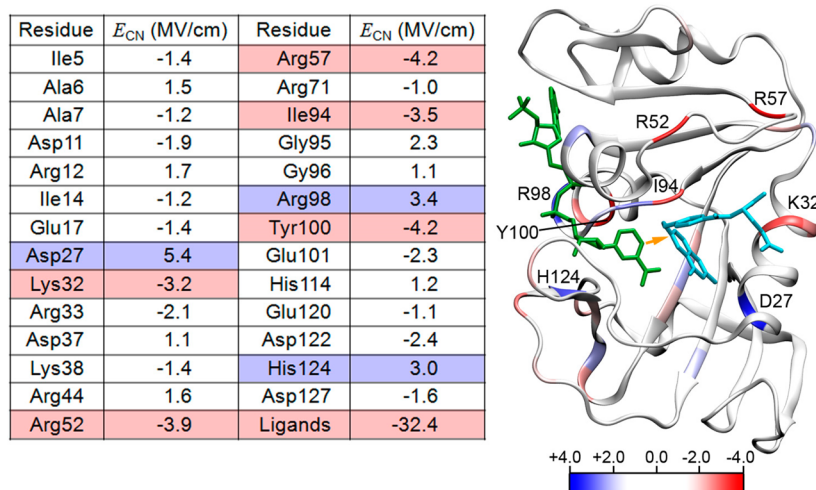 Residue E_CN (MV/cm) Residue E_CN (MV/cm)
Ile5 -1.4 Arg57 -4.2
Ala6 1.5 Arg71 -1.0
Ala7 -1.2 Ile94 -3.5
Asp11 -1.9 Gly95 2.3
Arg12 1.7 Gy96 1.1
Ile14 -1.2 Arg98 3.4
Glu17 -1.4 Tyr100 -4.2
Asp27 5.4 Glu101 -2.3
Lys32 -3.2 His114 1.2
Arg33 -2.1 Glu120 -1.1
Asp37 1.1 Asp122 -2.4
Lys38 -1.4 His124 3.0
Arg44 1.6 Asp127 -1.6
Arg52 -3.9 Ligands -32.4
R57
R52
I94
R98
K32
Y100
H124
D27
+4.0 +2.0 0.0 -2.0 -4.0